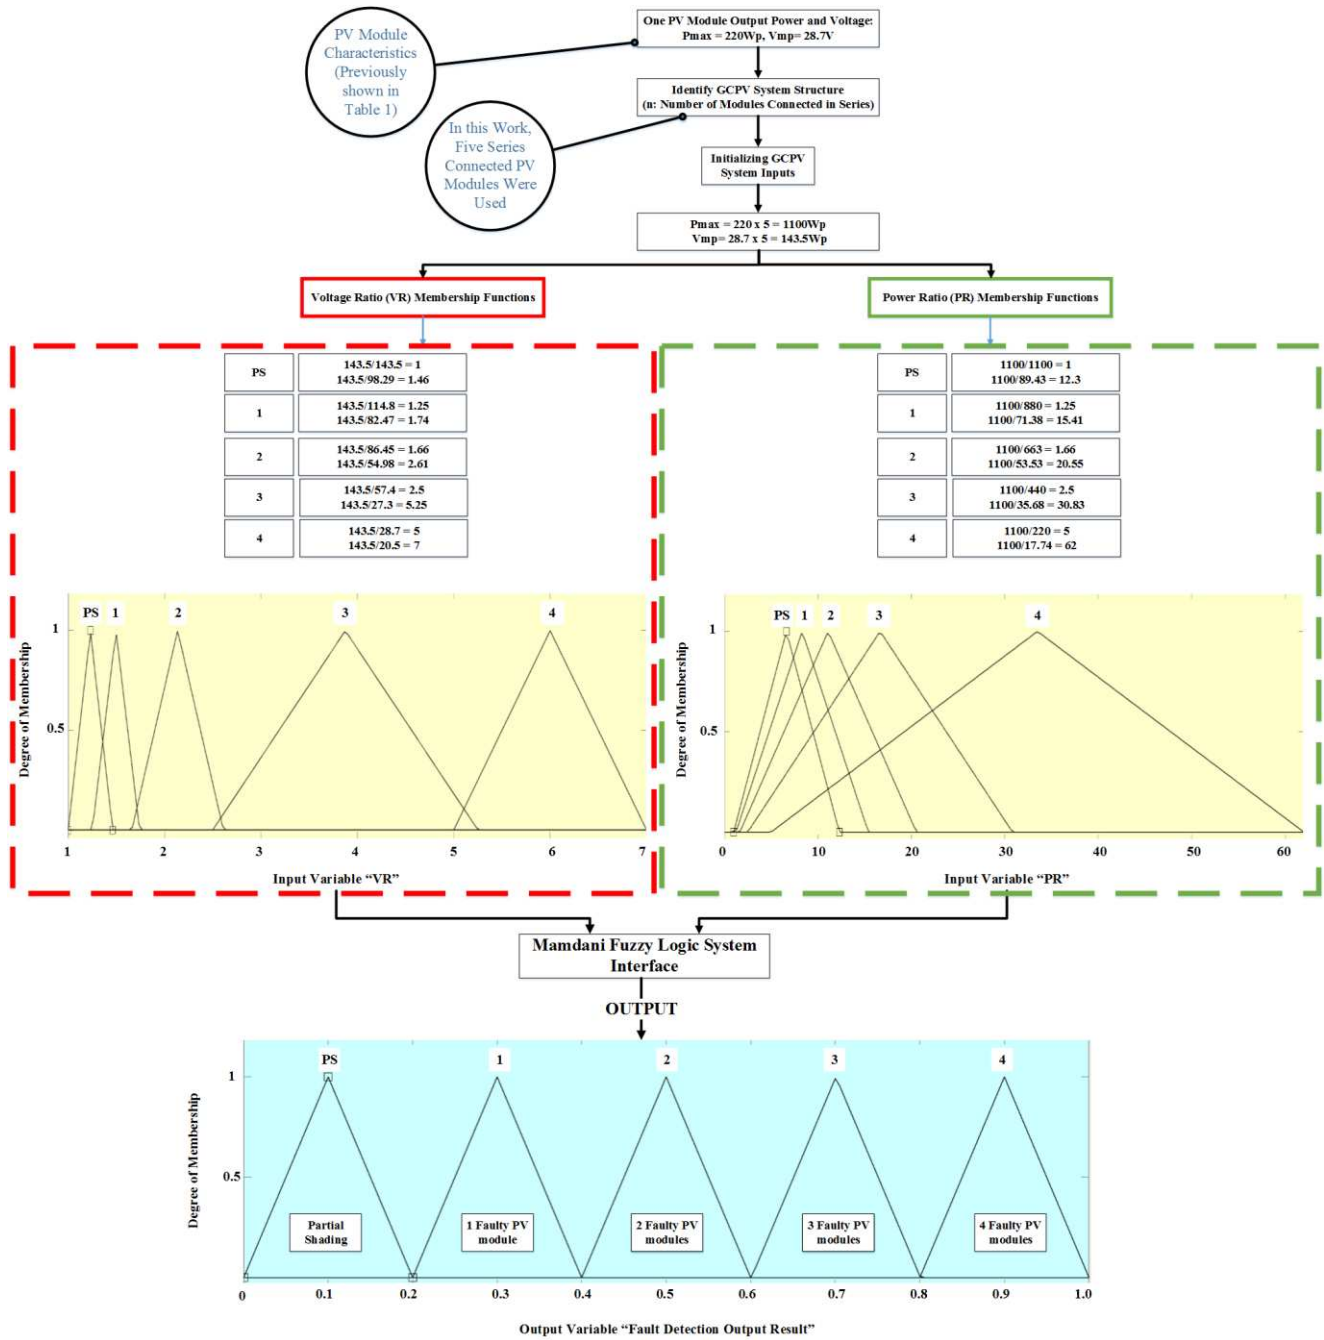 One PV Module Output Power and Voltage:
Pmax = 220Wp, Vmp= 28.7V
PV Module
Characteristics
(Previously
shown in
Table 1)
Identify GCPV System Structure
(n: Number of Modules Connected in Series)
In this Work,
Five Series
Connected PV
Modules Were
Used
Initializing GCPV
System Inputs
Pmax = 220 x 5 = 1100Wp
Vmp= 28.7 x 5 = 143.5Wp
Voltage Ratio (VR) Membership Functions
Power Ratio (PR) Membership Functions
PS
143.5/143.5 = 1
143.5/98.29 = 1.46
1
143.5/114.8 = 1.25
143.5/82.47 = 1.74
2
143.5/86.45 = 1.66
143.5/54.98 = 2.61
3
143.5/57.4 = 2.5
143.5/27.3 = 5.25
4
143.5/28.7 = 5
143.5/20.5 = 7
PS
1100/1100 = 1
1100/89.43 = 12.3
1
1100/880 = 1.25
1100/71.38 = 15.41
2
1100/663 = 1.66
1100/53.53 = 20.55
3
1100/440 = 2.5
1100/35.68 = 30.83
4
1100/220 = 5
1100/17.74 = 62
PS 1 2 3 4
1
0.5
Degree of Membership
1 2 3 4 5 6 7
Input Variable “VR”
PS 1 2 3 4
1
0.5
Degree of Membership
0 10 20 30 40 50 60
Input Variable “PR”
Mamdani Fuzzy Logic System
Interface
OUTPUT
PS 1 2 3 4
1
0.5
Degree of Membership
Partial
Shading
1 Faulty PV
module
2 Faulty PV
modules
3 Faulty PV
modules
4 Faulty PV
modules
0 0.1 0.2 0.3 0.4 0.5 0.6 0.7 0.8 0.9 1.0
Output Variable “Fault Detection Output Result”